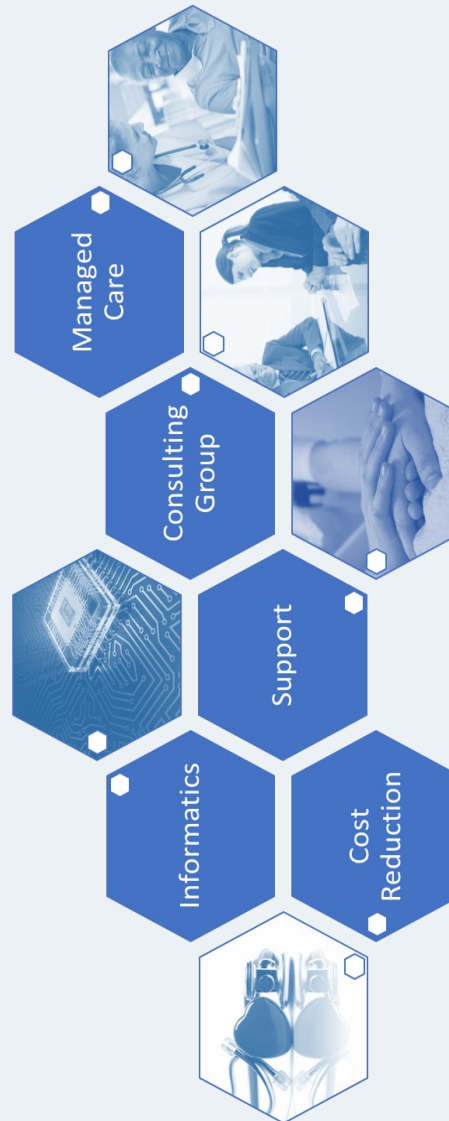 Managed
Care
Informatics
Consulting
Group
Support
Cost
Reduction